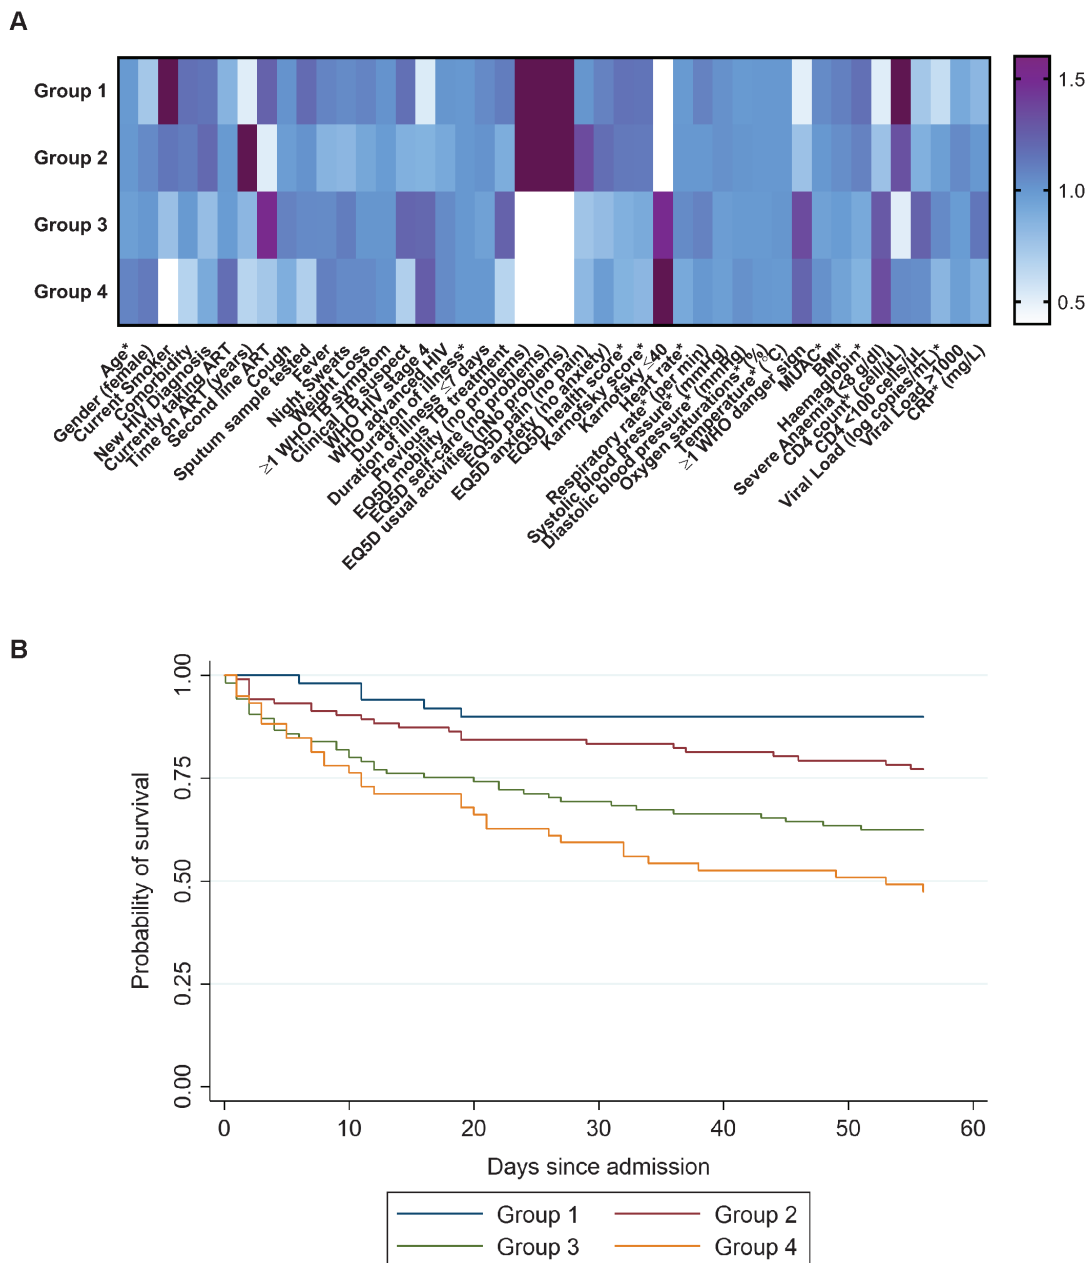 A
Group 1
Group 2
Group 3
Group 4
1.5
1.0
0.5
Age*
Gender (female)
Current Smoker
Comorbidity
New HIV Diagnosis
Currently taking ART
Time on ART (years)
Second line ART
Cough
Sputum sample tested
Fever
Night Sweats
Weight Loss
≥1 WHO TB symptom
Clinical TB suspect
WHO HIV stage 4
WHO advanced HIV
Duration of illness*
Duration of illness ≤7 days
Previous TB treatment
EQ5D mobility (no problems)
EQ5D self-care (no problems)
EQ5D usual activities (No problems)
EQ5D pain (no pain)
EQ5D anxiety (no anxiety)
EQ5D health score*
Karnofsky score*
Karnofsky ≤40
Heart rate*
Respiratory rate* (per min)
Systolic blood pressure* (mmHg)
Diastolic blood pressure* (mmHg)
Oxygen saturations* (%)
Temperature* (°C)
≥1 WHO danger sign
MUAC*
BMI*
Haemaglobin*
Severe Anaemia (<8 g/dl)
CD4 count* (cell/µL)
CD4 <100 cells/µL
Viral Load (log copies/mL)*
Viral Load >1000
CRP* (mg/L)
B
Probability of survival
1.00
0.75
0.50
0.25
0.00
0 10 20 30 40 50 60
Days since admission
Group 1 Group 2
Group 3 Group 4